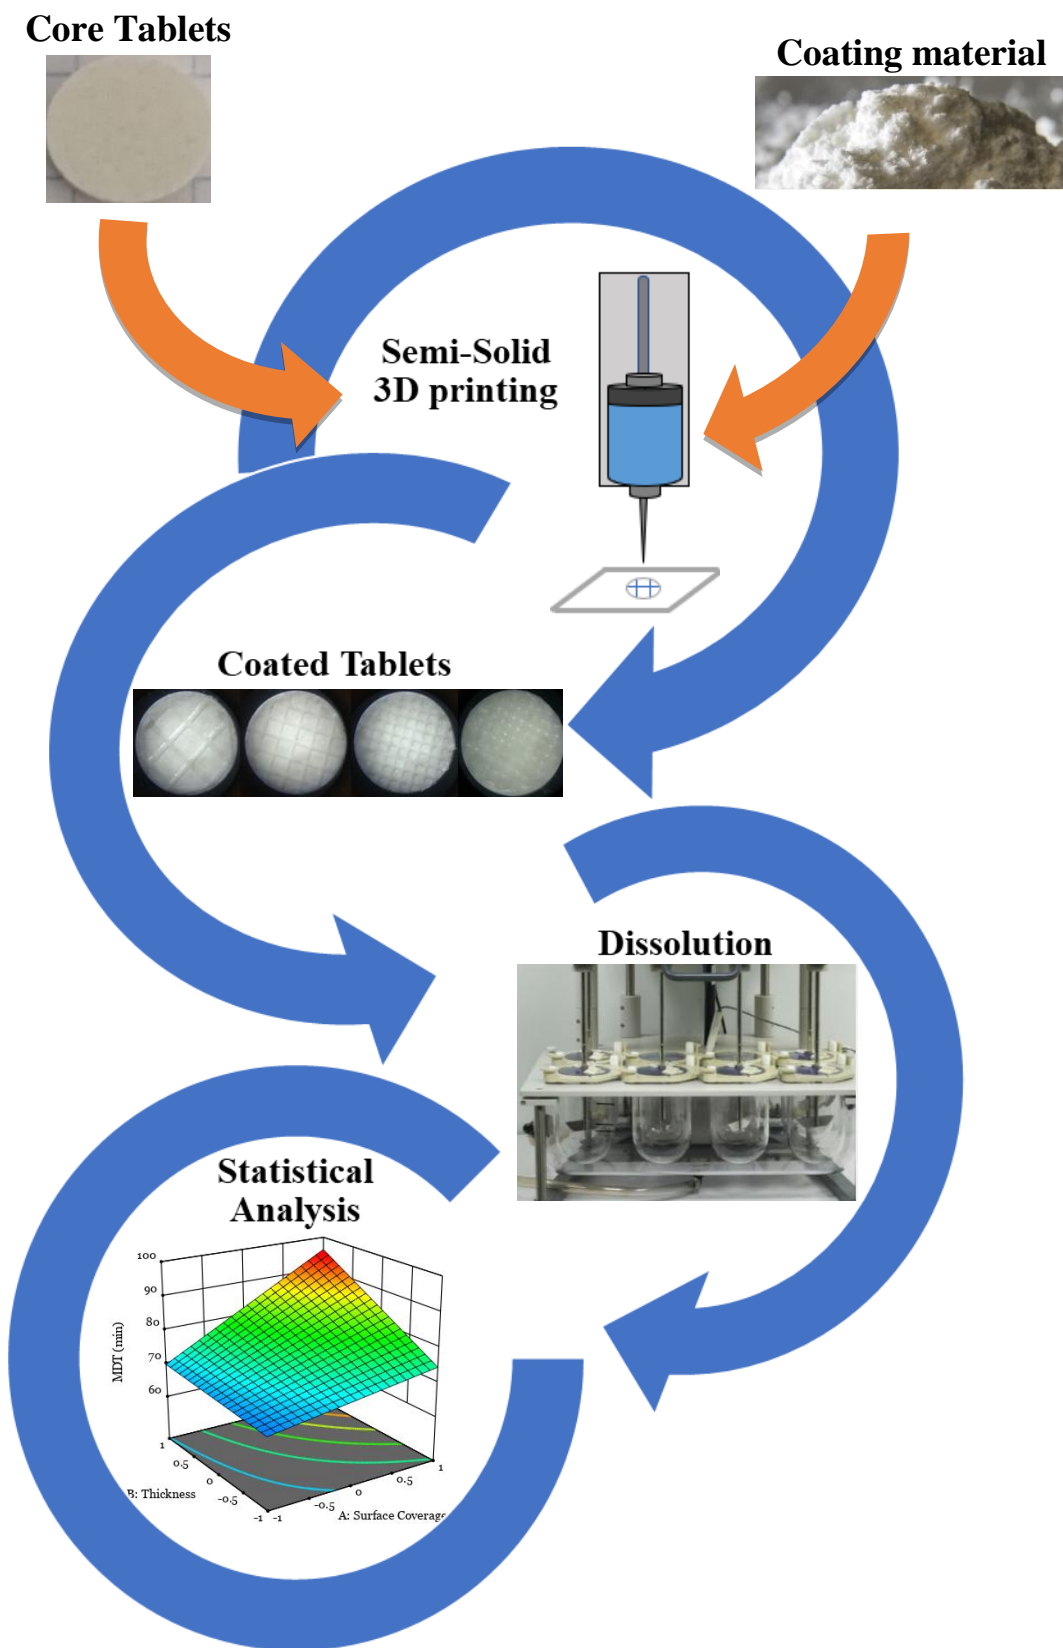 Core Tablets
Coating material
Semi-Solid
3D printing
Coated Tablets
Dissolution
Statistical
Analysis
100
90
80
70
60
MDT (min)
1
0.5
0
-0.5
-1
B: Thickness
-1
-0.5
0
0.5
1
A: Surface Coverage